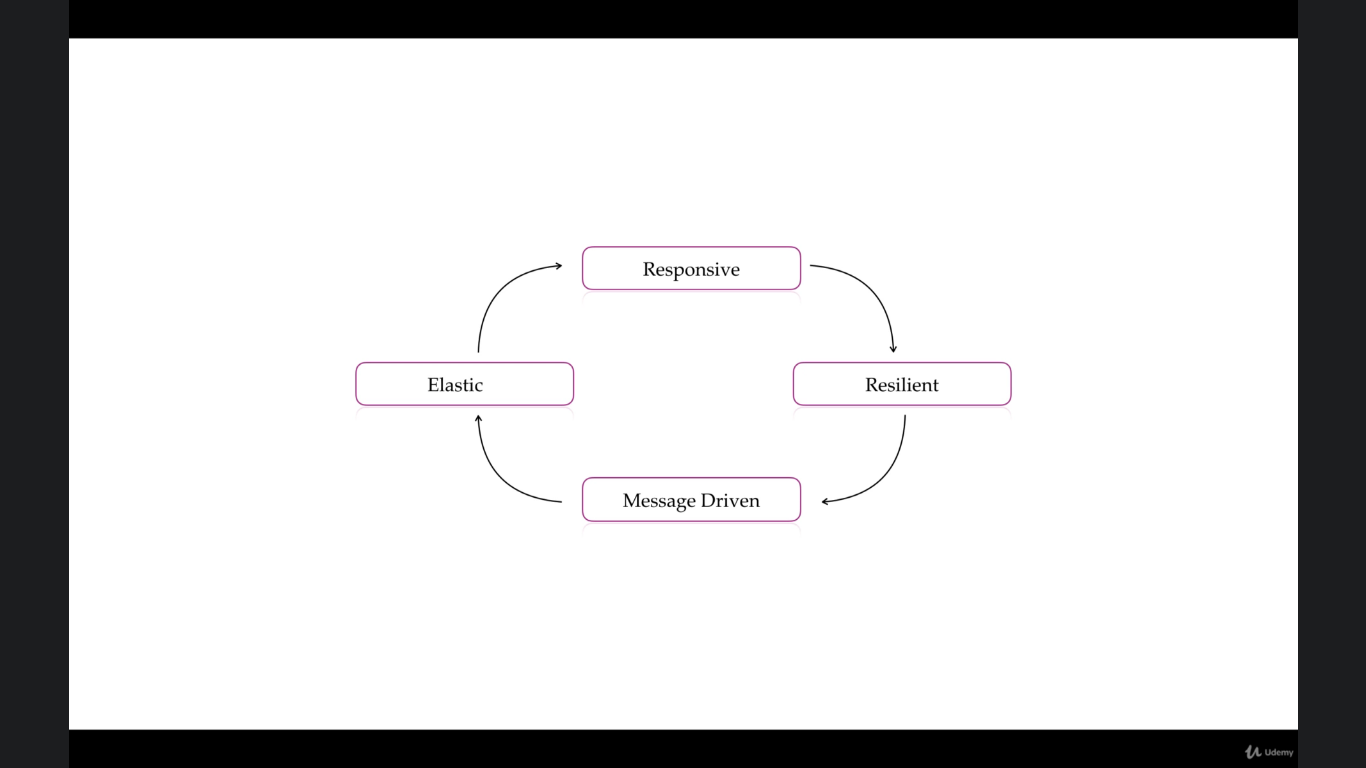 Responsive
Elastic
Resilient
Message Driven
Udemy